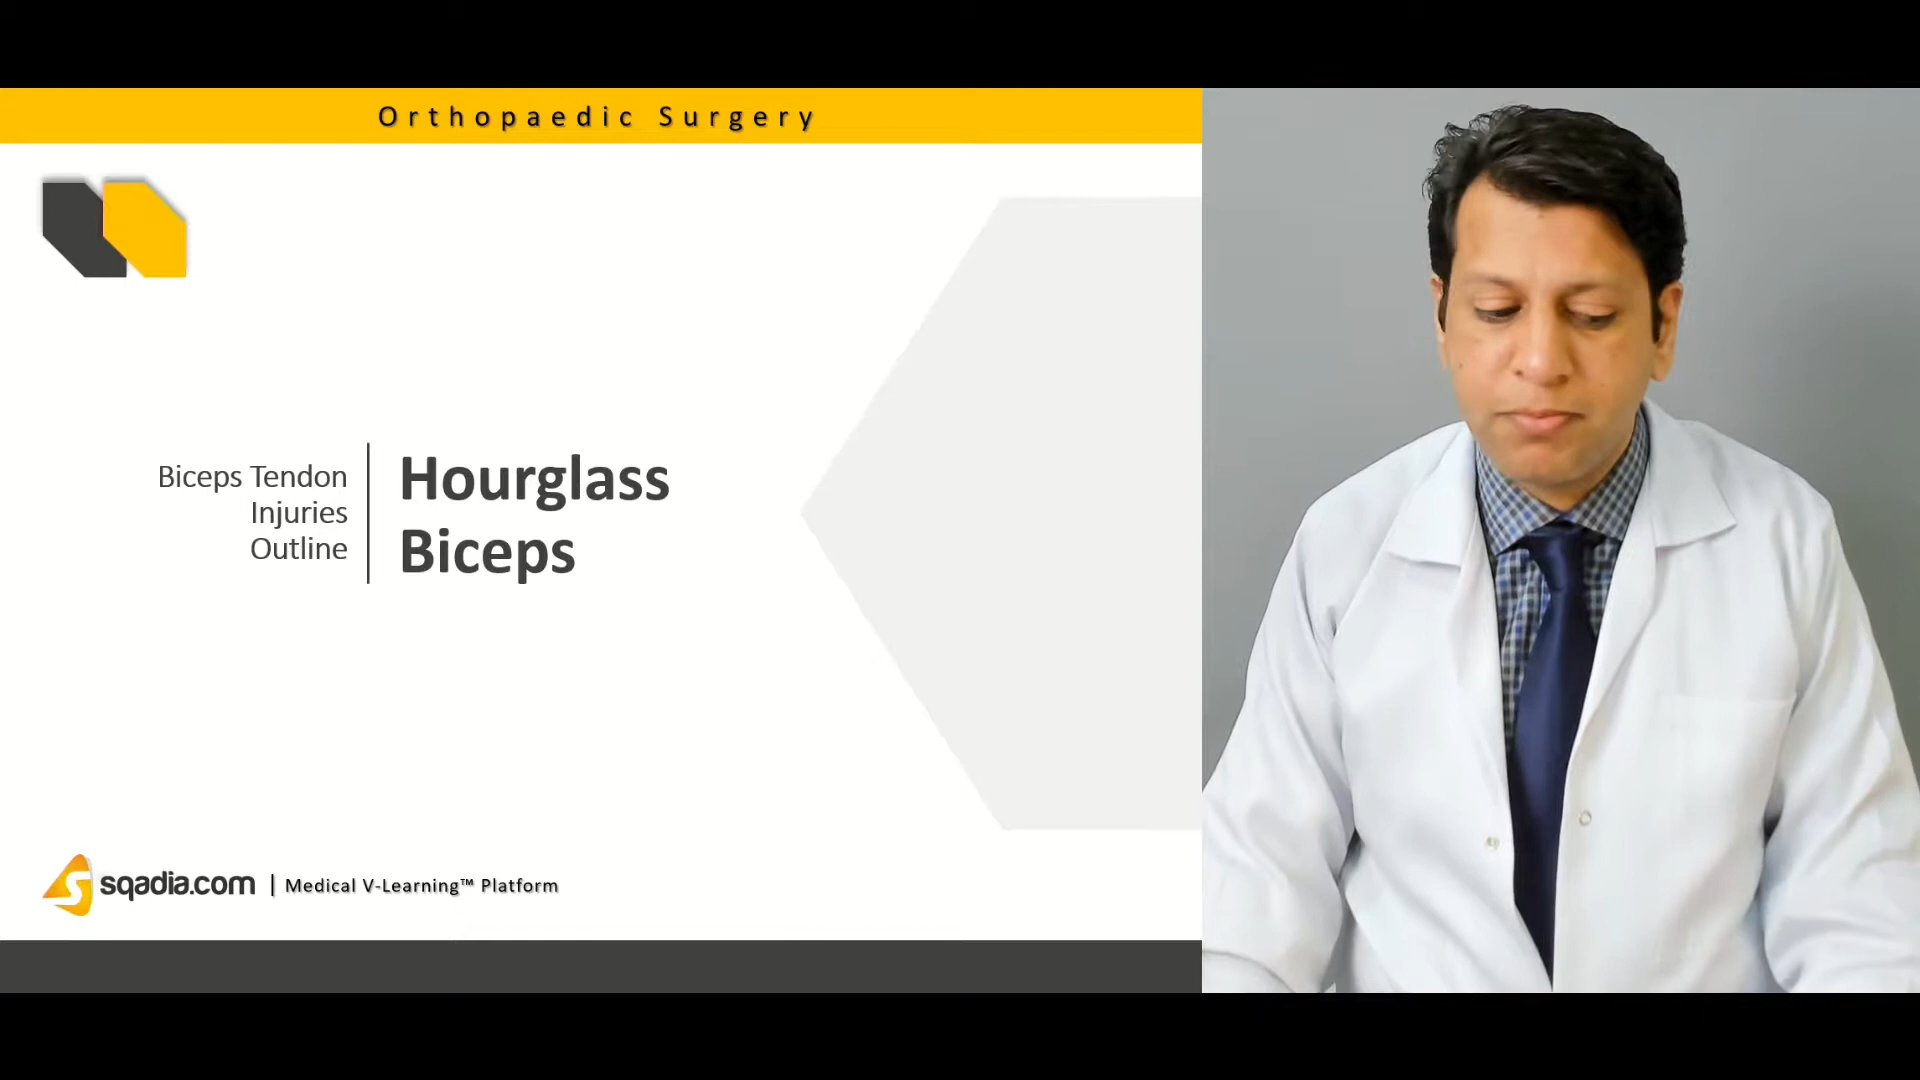 Orthopaedic Surgery
Biceps Tendon
Injuries
Outline
Hourglass
Biceps
sqadia.com | Medical V-Learning™ Platform